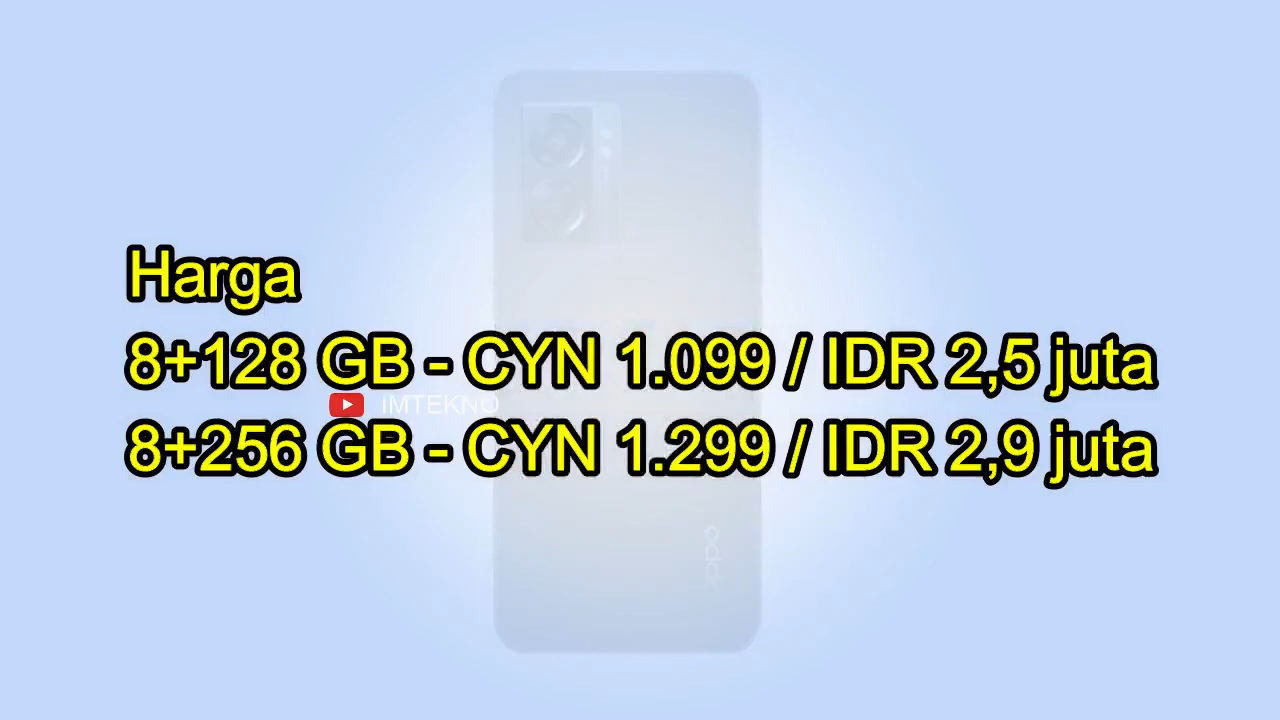 Harga
8+128 GB - CYN 1.099 / IDR 2,5 juta
IMTEKNO
8+256 GB - CYN 1.299 / IDR 2,9 juta
oppo